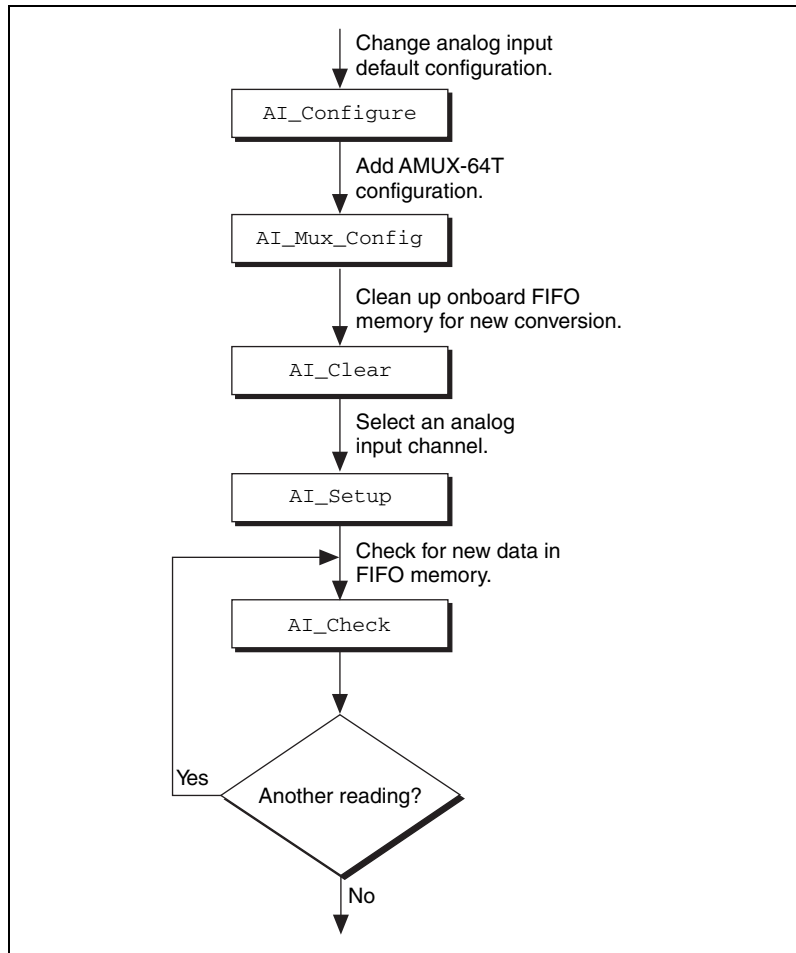 Change analog input
default configuration.
AI_Configure
Add AMUX-64T
configuration.
AI_Mux_Config
Clean up onboard FIFO
memory for new conversion.
AI_Clear
Select an analog
input channel.
AI_Setup
Check for new data in
FIFO memory.
AI_Check
Yes
Another reading?
No